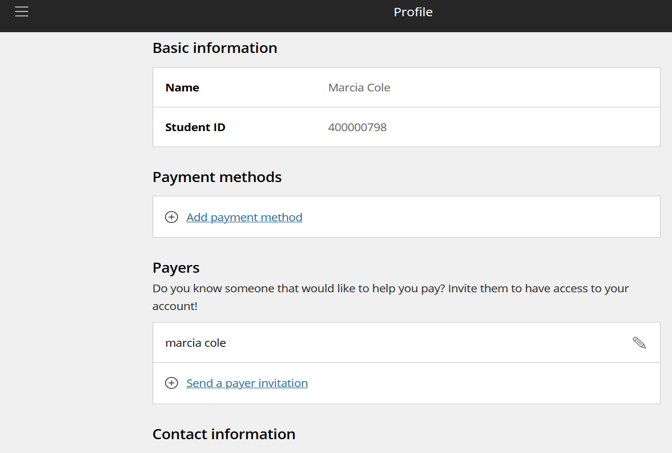 Profile
Basic information
Name Marcia Cole
Student ID 400000798
Payment methods
Add payment method
Payers
Do you know someone that would like to help you pay? Invite them to have access to your
account!
marcia cole
Send a payer invitation
Contact information